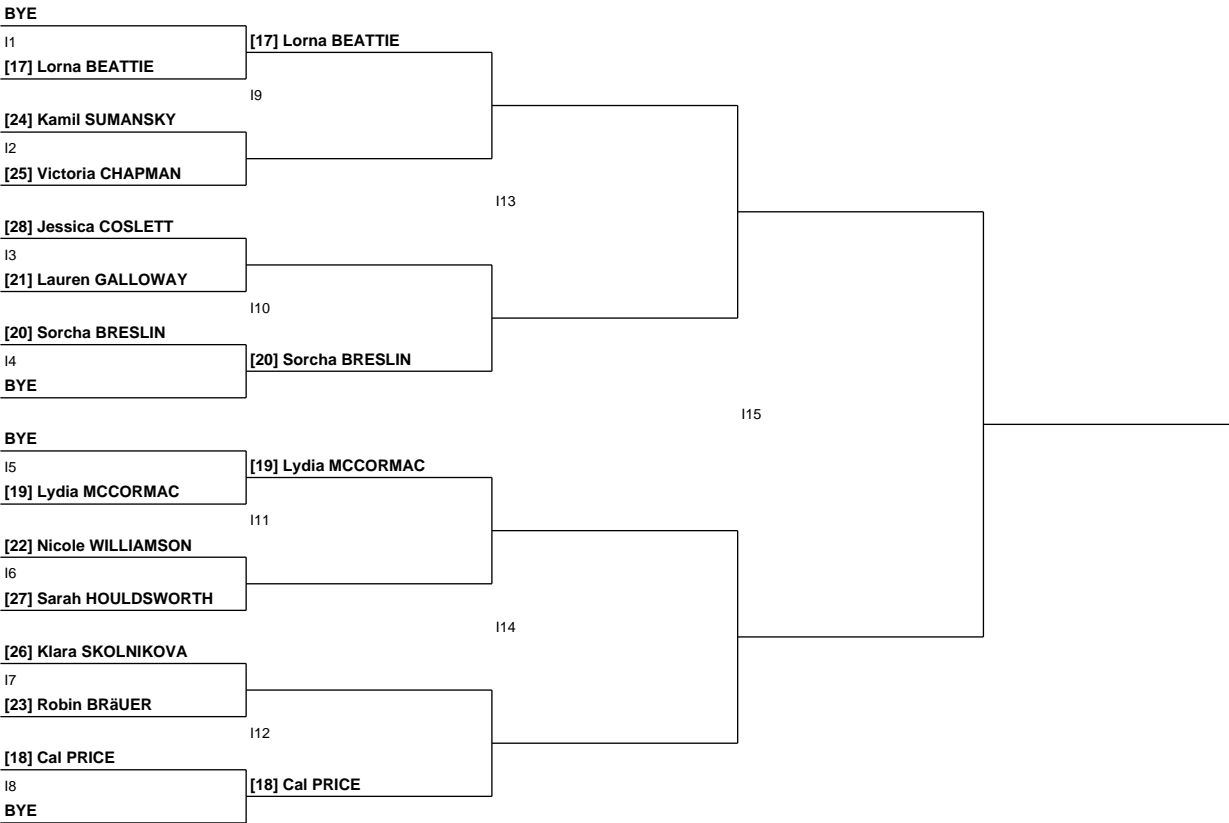 BYE
I1
[17] Lorna BEATTIE
[17] Lorna BEATTIE
I9
[24] Kamil SUMANSKY
I2
[25] Victoria CHAPMAN
I13
[28] Jessica COSLETT
I3
[21] Lauren GALLOWAY
I10
[20] Sorcha BRESLIN
I4
[20] Sorcha BRESLIN
BYE
I15
BYE
I5
[19] Lydia MCCORMAC
[19] Lydia MCCORMAC
I11
[22] Nicole WILLIAMSON
I6
[27] Sarah HOULDSWORTH
I14
[26] Klara SKOLNIKOVA
I7
[23] Robin BRäUER
I12
[18] Cal PRICE
I8
[18] Cal PRICE
BYE